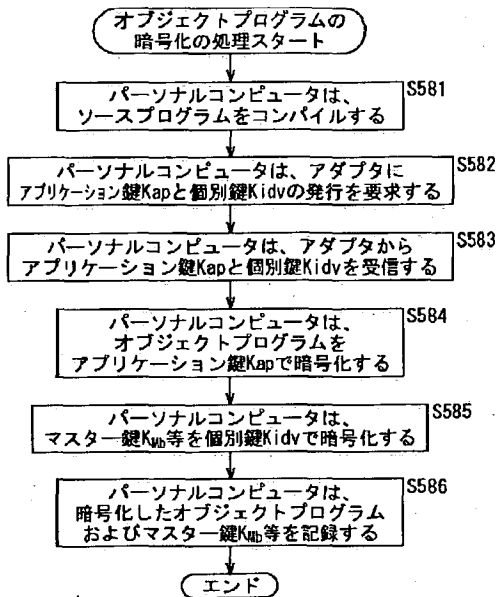 オブジェクトプログラムの
暗号化の処理スタート
S581
パーソナルコンピュータは、
ソースプログラムをコンパイルする
S582
パーソナルコンピュータは、アダプタに
アプリケーション鍵Kapと個別鍵Kidvの発行を要求する
S583
パーソナルコンピュータは、アダプタから
アプリケーション鍵Kapと個別鍵Kidvを受信する
S584
パーソナルコンピュータは、
オブジェクトプログラムを
アプリケーション鍵Kapで暗号化する
S585
パーソナルコンピュータは、
マスター鍵KMb等を個別鍵Kidvで暗号化する
S586
パーソナルコンピュータは、
暗号化したオブジェクトプログラム
およびマスター鍵KMb等を記録する
エンド